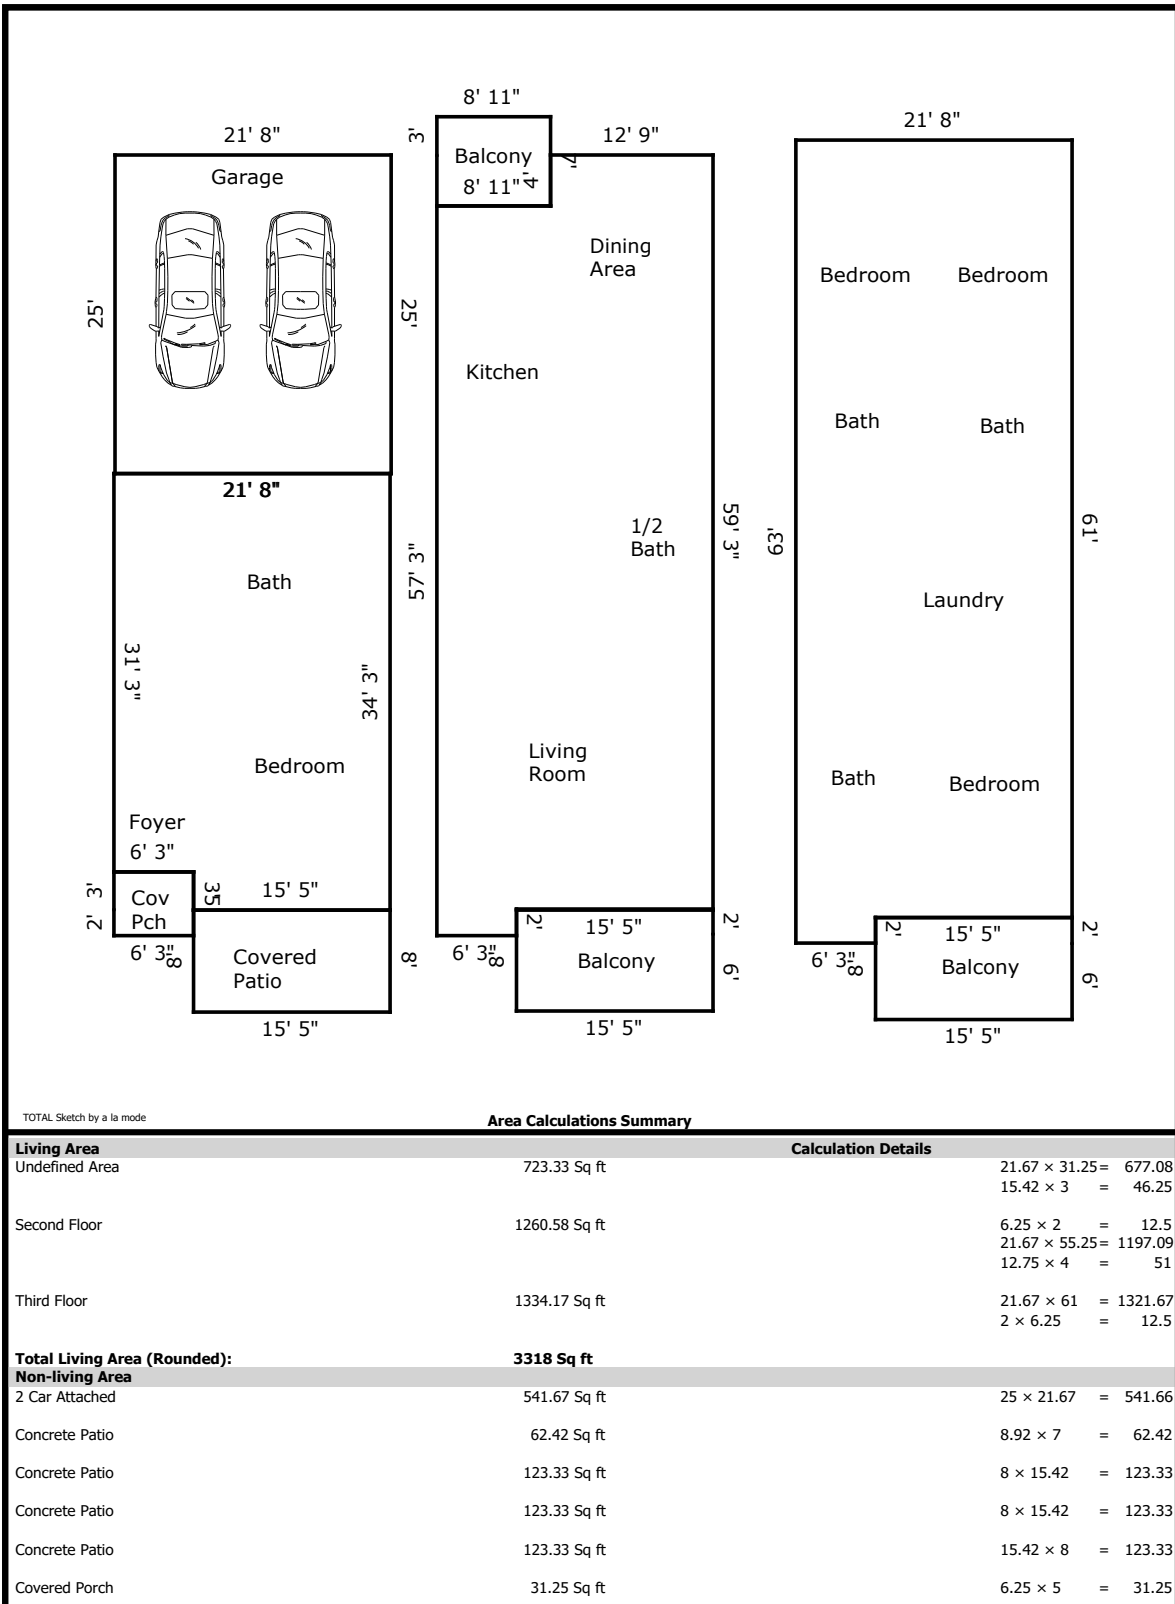 8' 11"
21' 8"
3'
12' 9"
21' 8"
Garage
Balcony
4'
8' 11"
4'
Dining
Area
Bedroom
Bedroom
25'
25'
Kitchen
Bath
Bath
21' 8"
1/2
Bath
59' 3"
63'
61'
57' 3"
Bath
Laundry
31' 3"
34' 3"
Living
Room
Bedroom
Bath
Bedroom
Foyer
6' 3"
3'
Cov
Pch
2'
35'
15' 5"
6' 3"
8'
Covered
Patio
8'
15' 5"
2'
15' 5"
2'
6' 3"
8'
Balcony
6'
15' 5"
2'
15' 5"
2'
6' 3"
8'
Balcony
6'
15' 5"
TOTAL Sketch by a la mode
Area Calculations Summary
Living Area Calculation Details
Undefined Area 723.33 Sq ft 21.67 × 31.25 = 677.08
15.42 × 3 = 46.25
Second Floor 1260.58 Sq ft 6.25 × 2 = 12.5
21.67 × 55.25 = 1197.09
12.75 × 4 = 51
Third Floor 1334.17 Sq ft 21.67 × 61 = 1321.67
2 × 6.25 = 12.5
Total Living Area (Rounded): 3318 Sq ft
Non-living Area
2 Car Attached 541.67 Sq ft 25 × 21.67 = 541.66
Concrete Patio 62.42 Sq ft 8.92 × 7 = 62.42
Concrete Patio 123.33 Sq ft 8 × 15.42 = 123.33
Concrete Patio 123.33 Sq ft 8 × 15.42 = 123.33
Concrete Patio 123.33 Sq ft 15.42 × 8 = 123.33
Covered Porch 31.25 Sq ft 6.25 × 5 = 31.25